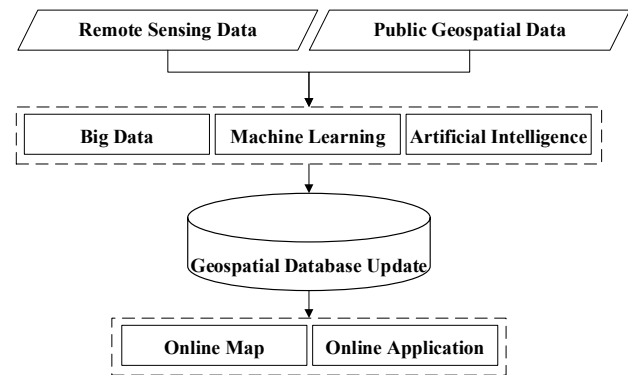 Remote Sensing Data
Public Geospatial Data
Big Data
Machine Learning
Artificial Intelligence
Geospatial Database Update
Online Map
Online Application